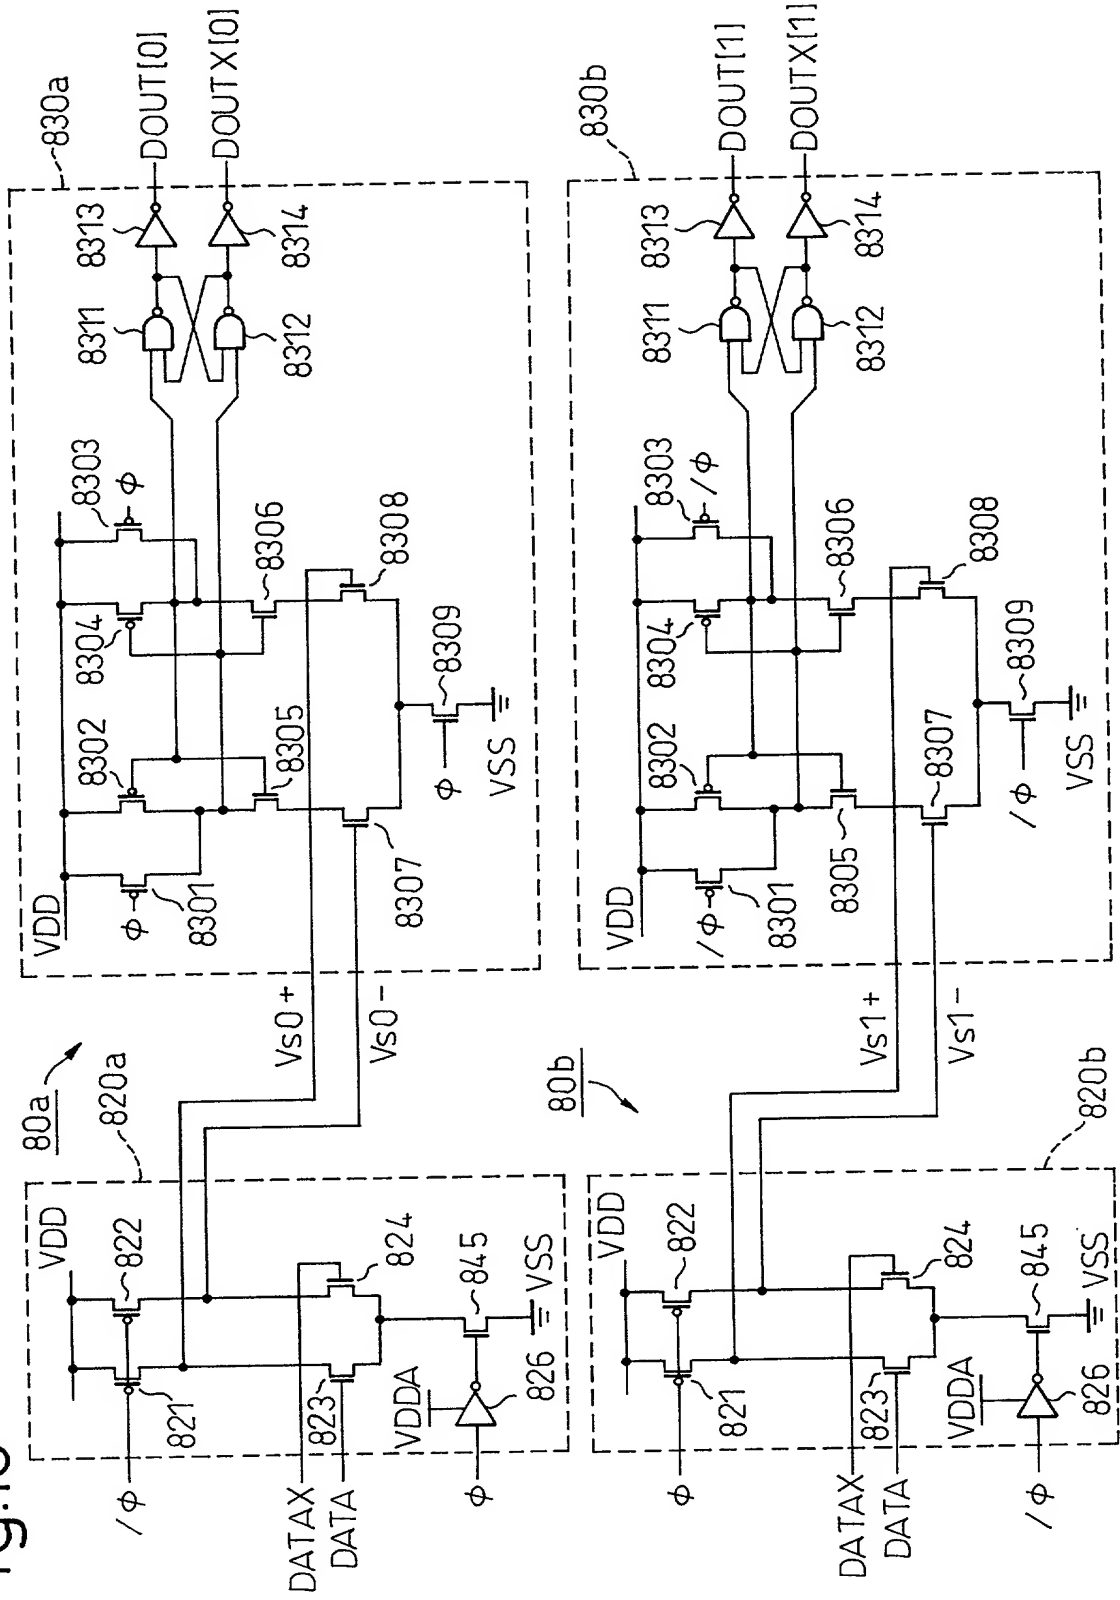 80a
820a
VDD
822
821
/φ
DATAX
DATA
823
824
VDDA
845
826
φ
VSS
Vs0+
Vs0-
830a
VDD
8301
φ
8302
8304
8303
φ
8305
8306
8307
8308
8309
φ
VSS
8311
8312
8313
8314
DOUT[0]
DOUTX[0]
80b
820b
VDD
822
821
φ
DATAX
DATA
823
824
VDDA
845
826
/φ
VSS
Vs1+
Vs1-
830b
VDD
8301
/φ
8302
8304
8303
/φ
8305
8306
8307
8308
8309
/φ
VSS
8311
8312
8313
8314
DOUT[1]
DOUTX[1]